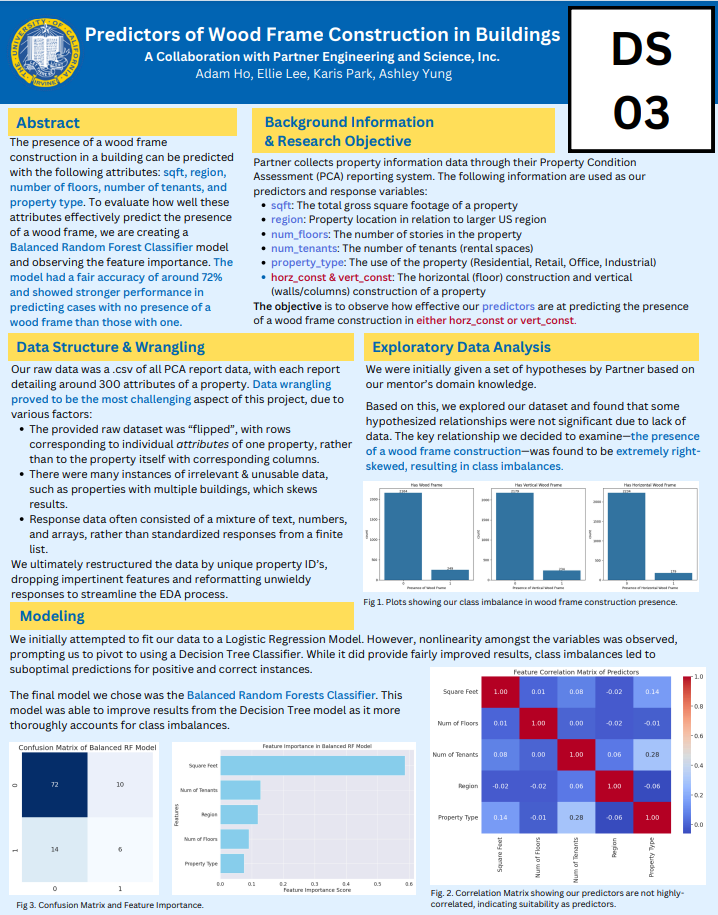 Predictors of Wood Frame Construction in Buildings
A Collaboration with Partner Engineering and Science, Inc.
Adam Ho, Ellie Lee, Karis Park, Ashley Yung
DS
03
Abstract
The presence of a wood frame
construction in a building can be predicted
with the following attributes: sqft, region,
number of floors, number of tenants, and
property type. To evaluate how well these
attributes effectively predict the presence
of a wood frame, we are creating a
Balanced Random Forest Classifier model
and observing the feature importance. The
model had a fair accuracy of around 72%
and showed stronger performance in
predicting cases with no presence of a
wood frame than those with one.
Background Information
& Research Objective
Partner collects property information data through their Property Condition
Assessment (PCA) reporting system. The following information are used as our
predictors and response variables:
• sqft: The total gross square footage of a property
• region: Property location in relation to larger US region
• num_floors: The number of stories in the property
• num_tenants: The number of tenants (rental spaces)
• property_type: The use of the property (Residential, Retail, Office, Industrial)
• horz_const & vert_const: The horizontal (floor) construction and vertical
(walls/columns) construction of a property
The objective is to observe how effective our predictors are at predicting the presence
of a wood frame construction in either horz_const or vert_const.
Data Structure & Wrangling
Our raw data was a .csv of all PCA report data, with each report
detailing around 300 attributes of a property. Data wrangling
proved to be the most challenging aspect of this project, due to
various factors:
• The provided raw dataset was “flipped”, with rows
corresponding to individual attributes of one property, rather
than to the property itself with corresponding columns.
• There were many instances of irrelevant & unusable data,
such as properties with multiple buildings, which skews
results.
• Response data often consisted of a mixture of text, numbers,
and arrays, rather than standardized responses from a finite
list.
We ultimately restructured the data by unique property ID’s,
dropping impertinent features and reformatting unwieldy
responses to streamline the EDA process.
Exploratory Data Analysis
We were initially given a set of hypotheses by Partner based on
our mentor’s domain knowledge.
Based on this, we explored our dataset and found that some
hypothesized relationships were not significant due to lack of
data. The key relationship we decided to examine—the presence
of a wood frame construction—was found to be extremely right-
skewed, resulting in class imbalances.
Has Wood Frame
Has Vertical Wood Frame
Has Horizontal Wood Frame
Presence of Wood Frame
Presence of Vertical Wood Frame
Presence of Horizontal Wood Frame
Fig 1. Plots showing our class imbalance in wood frame construction presence.
Modeling
We initially attempted to fit our data to a Logistic Regression Model. However, nonlinearity amongst the variables was observed,
prompting us to pivot to using a Decision Tree Classifier. While it did provide fairly improved results, class imbalances led to
suboptimal predictions for positive and correct instances.
The final model we chose was the Balanced Random Forests Classifier. This
model was able to improve results from the Decision Tree model as it more
thoroughly accounts for class imbalances.
Confusion Matrix of Balanced RF Model
0 72 10
1 14 6
0 1
Feature Importance in Balanced RF Model
Features
Square Feet
Num of Tenants
Region
Num of Floors
Property Type
0.0 0.1 0.2 0.3 0.4 0.5 0.6
Feature Importance Score
Fig 3. Confusion Matrix and Feature Importance.
Feature Correlation Matrix of Predictors
Square Feet 1.00 0.01 0.08 -0.02 0.14
Num of Floors 0.01 1.00 0.00 -0.02 -0.01
Num of Tenants 0.08 0.00 1.00 0.06 0.28
Region -0.02 -0.02 0.06 1.00 -0.06
Property Type 0.14 -0.01 0.28 -0.06 1.00
Square Feet
Num of Floors
Num of Tenants
Region
Property Type
1.0
0.8
0.6
0.4
0.2
0.0
Fig. 2. Correlation Matrix showing our predictors are not highly-
correlated, indicating suitability as predictors.